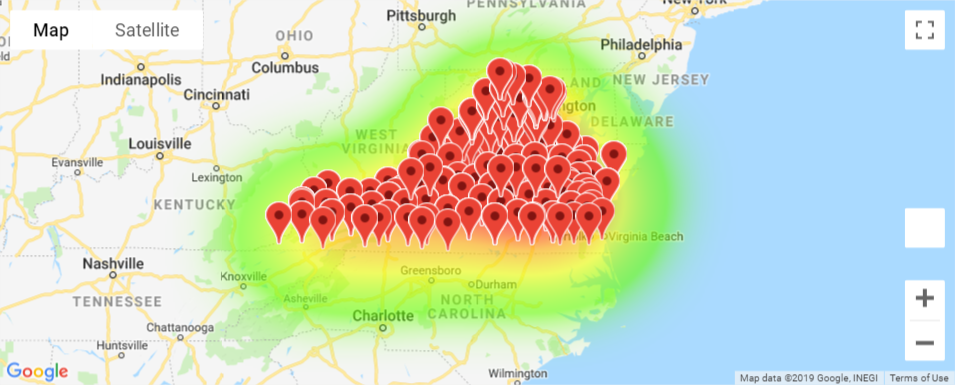 Map
Satellite
Pittsburgh
PENNSYLVANIA
New York
OHIO
Columbus
Philadelphia
Indianapolis
NEW JERSEY
Cincinnati
DELAWARE
WEST
VIRGINIA
Louisville
Evansville
Lexington
KENTUCKY
Virginia Beach
Nashville
Knoxville
Greensboro
Durham
TENNESSEE
Asheville
NORTH
CAROLINA
Charlotte
Chattanooga
Huntsville
Wilmington
Google
Map data ©2019 Google, INEGI
Terms of Use